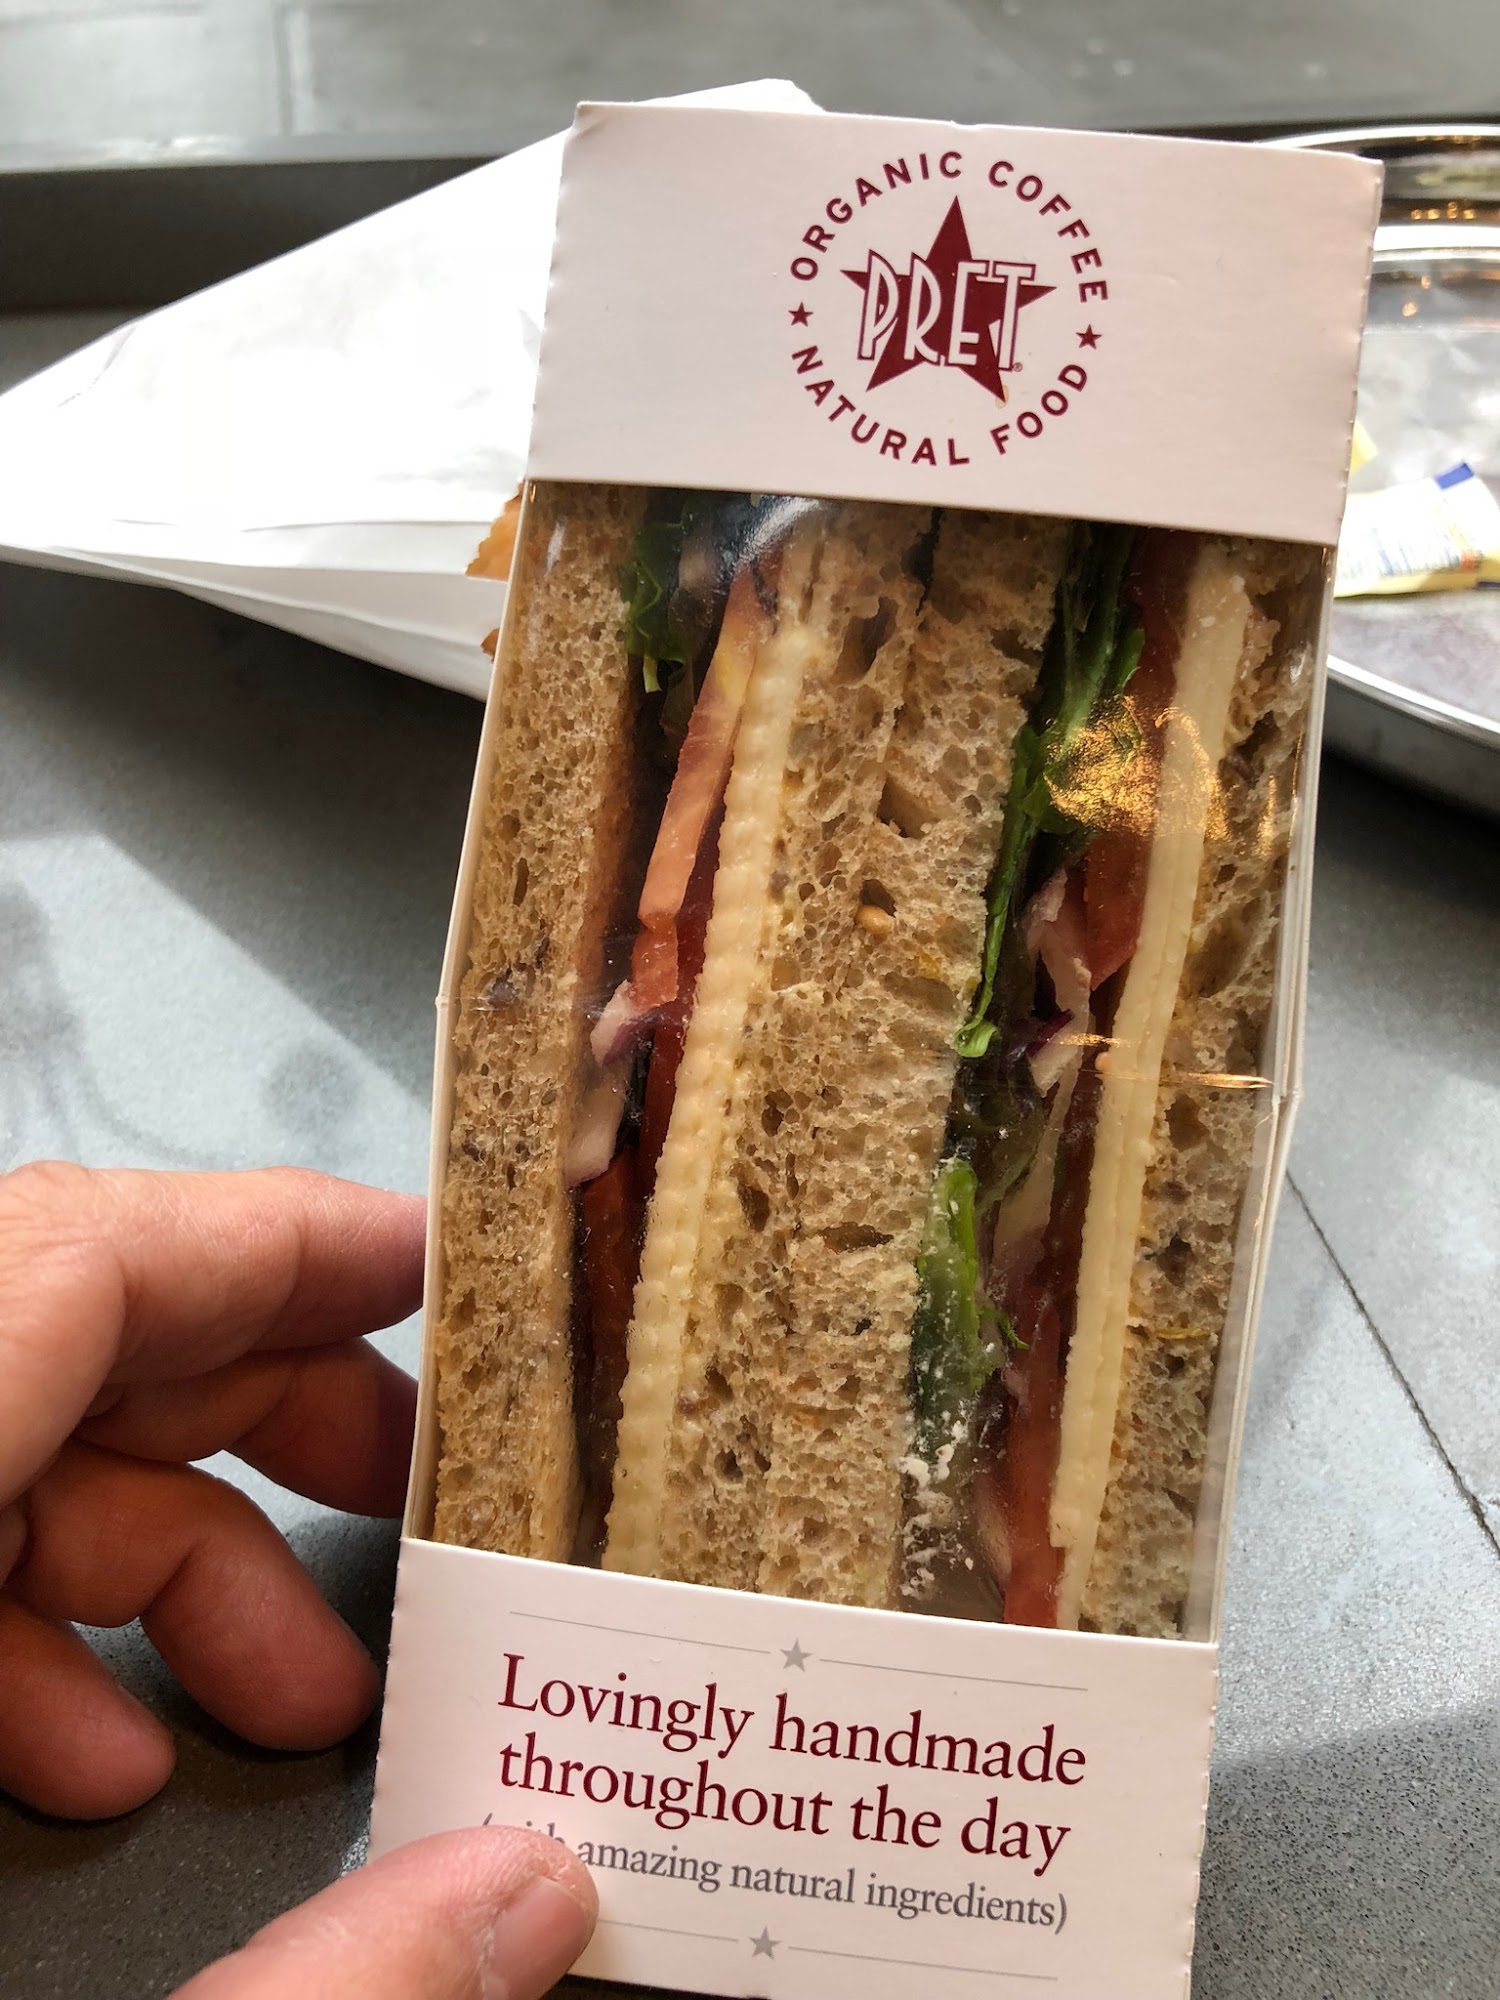 ORGANIC COFFEE
PRET
NATURAL FOOD
Lovingly handmade
throughout the day
amazing natural ingredients)